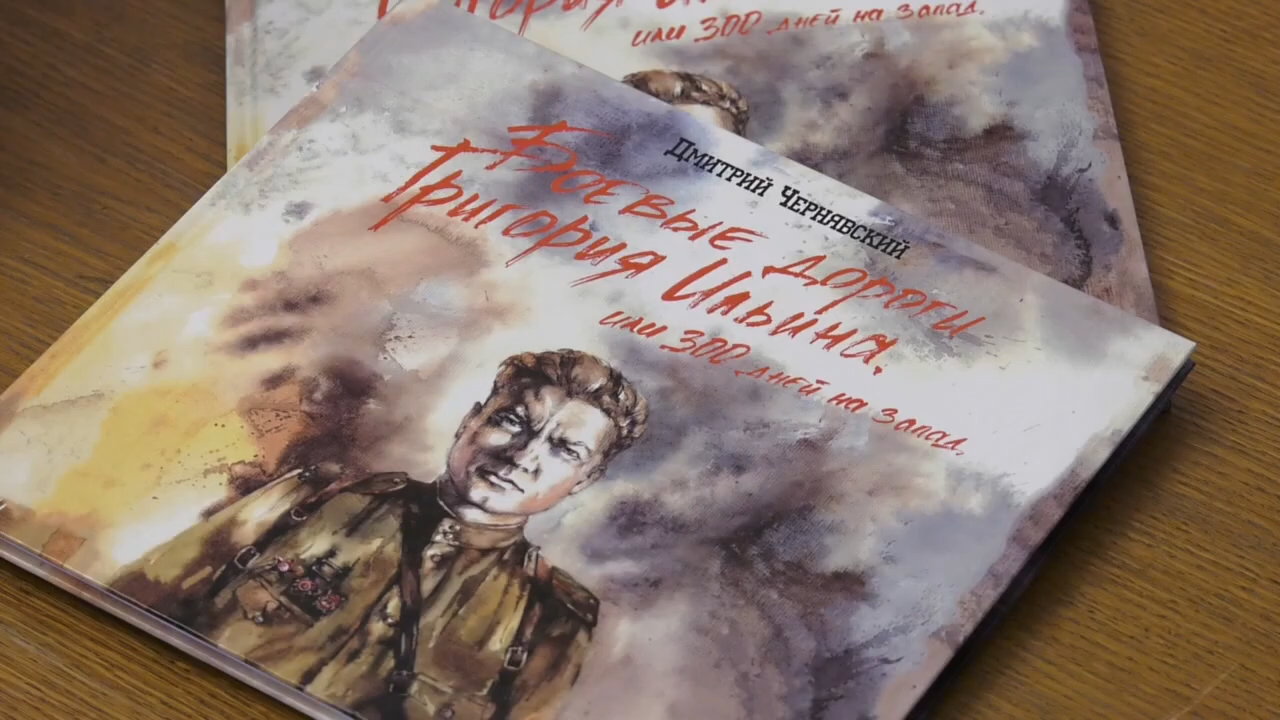 или 300 дней на Запад.
Дмитрий Чернявский
Боевые дороги
Григория Ильина,
или 300 дней на Запад.